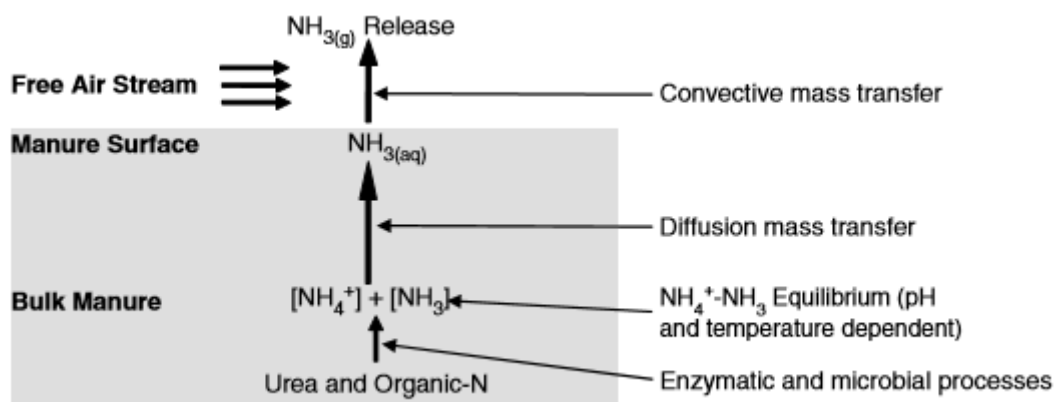 NH3(g) Release
Free Air Stream
Convective mass transfer
Manure Surface
NH3(aq)
Diffusion mass transfer
Bulk Manure
[NH4+] + [NH3]
NH4+-NH3 Equilibrium (pH
and temperature dependent)
Urea and Organic-N
Enzymatic and microbial processes